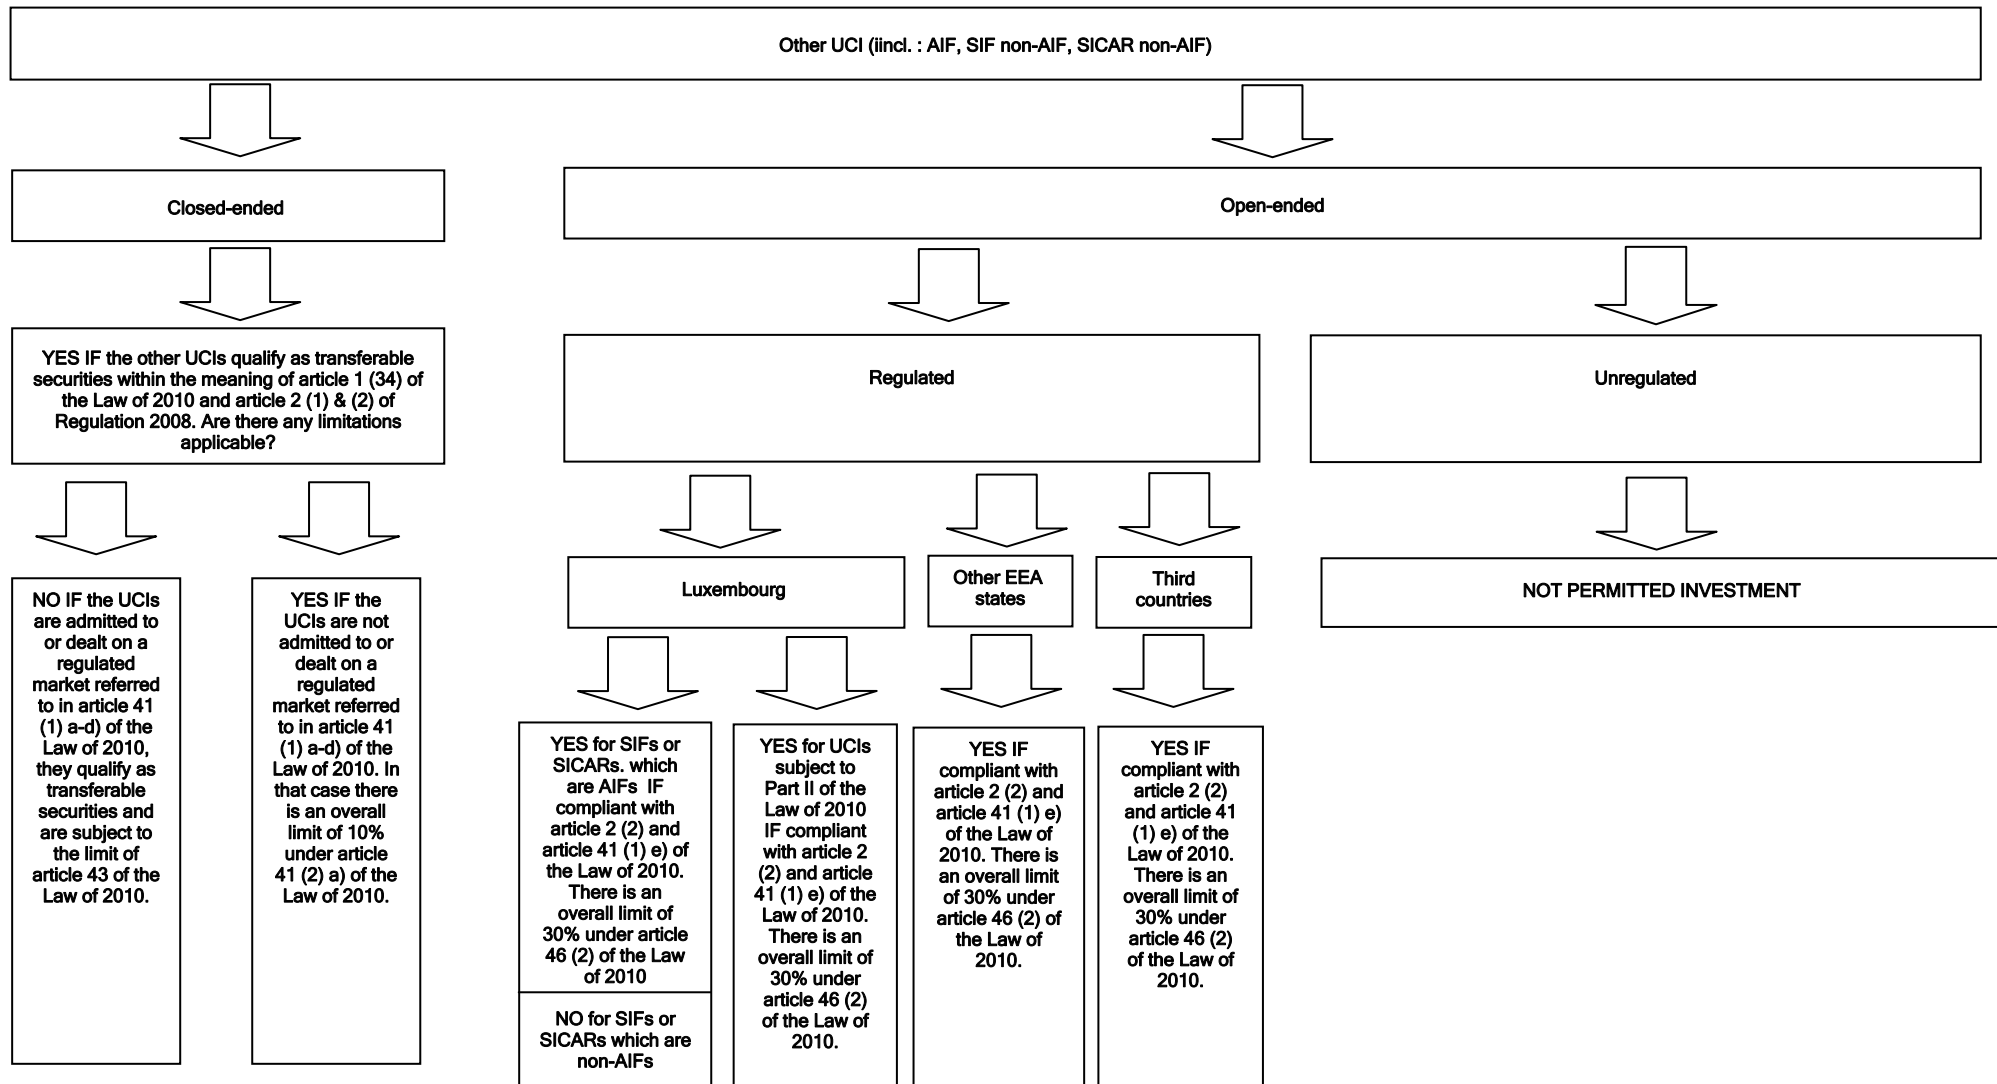 Other UCI (iincl. : AIF, SIF non-AIF, SICAR non-AIF)
Closed-ended
Open-ended
YES IF the other UCIs qualify as transferable
securities within the meaning of article 1 (34) of
the Law of 2010 and article 2 (1) & (2) of
Regulation 2008. Are there any limitations
applicable?
Regulated
Unregulated
NO IF the UCIs
are admitted to
or dealt on a
regulated
market referred
to in article 41
(1) a-d) of the
Law of 2010,
they qualify as
transferable
securities and
are subject to
the limit of
article 43 of the
Law of 2010.
YES IF the
UCIs are not
admitted to or
dealt on a
regulated
market referred
to in article 41
(1) a-d) of the
Law of 2010. In
that case there
is an overall
limit of 10%
under article
41 (2) a) of the
Law of 2010.
Luxembourg
Other EEA
states
Third
countries
NOT PERMITTED INVESTMENT
YES for SIFs or
SICARs. which
are AIFs IF
compliant with
article 2 (2) and
article 41 (1) e) of
the Law of 2010.
There is an
overall limit of
30% under article
46 (2) of the Law
of 2010
NO for SIFs or
SICARs which are
non-AIFs
YES for UCIs
subject to
Part II of the
Law of 2010
IF compliant
with article 2
(2) and article
41 (1) e) of the
Law of 2010.
There is an
overall limit of
30% under
article 46 (2)
of the Law of
2010.
YES IF
compliant with
article 2 (2) and
article 41 (1) e)
of the Law of
2010. There is
an overall limit
of 30% under
article 46 (2) of
the Law of
2010.
YES IF
compliant with
article 2 (2)
and article 41
(1) e) of the
Law of 2010.
There is an
overall limit of
30% under
article 46 (2)
of the Law of
2010.